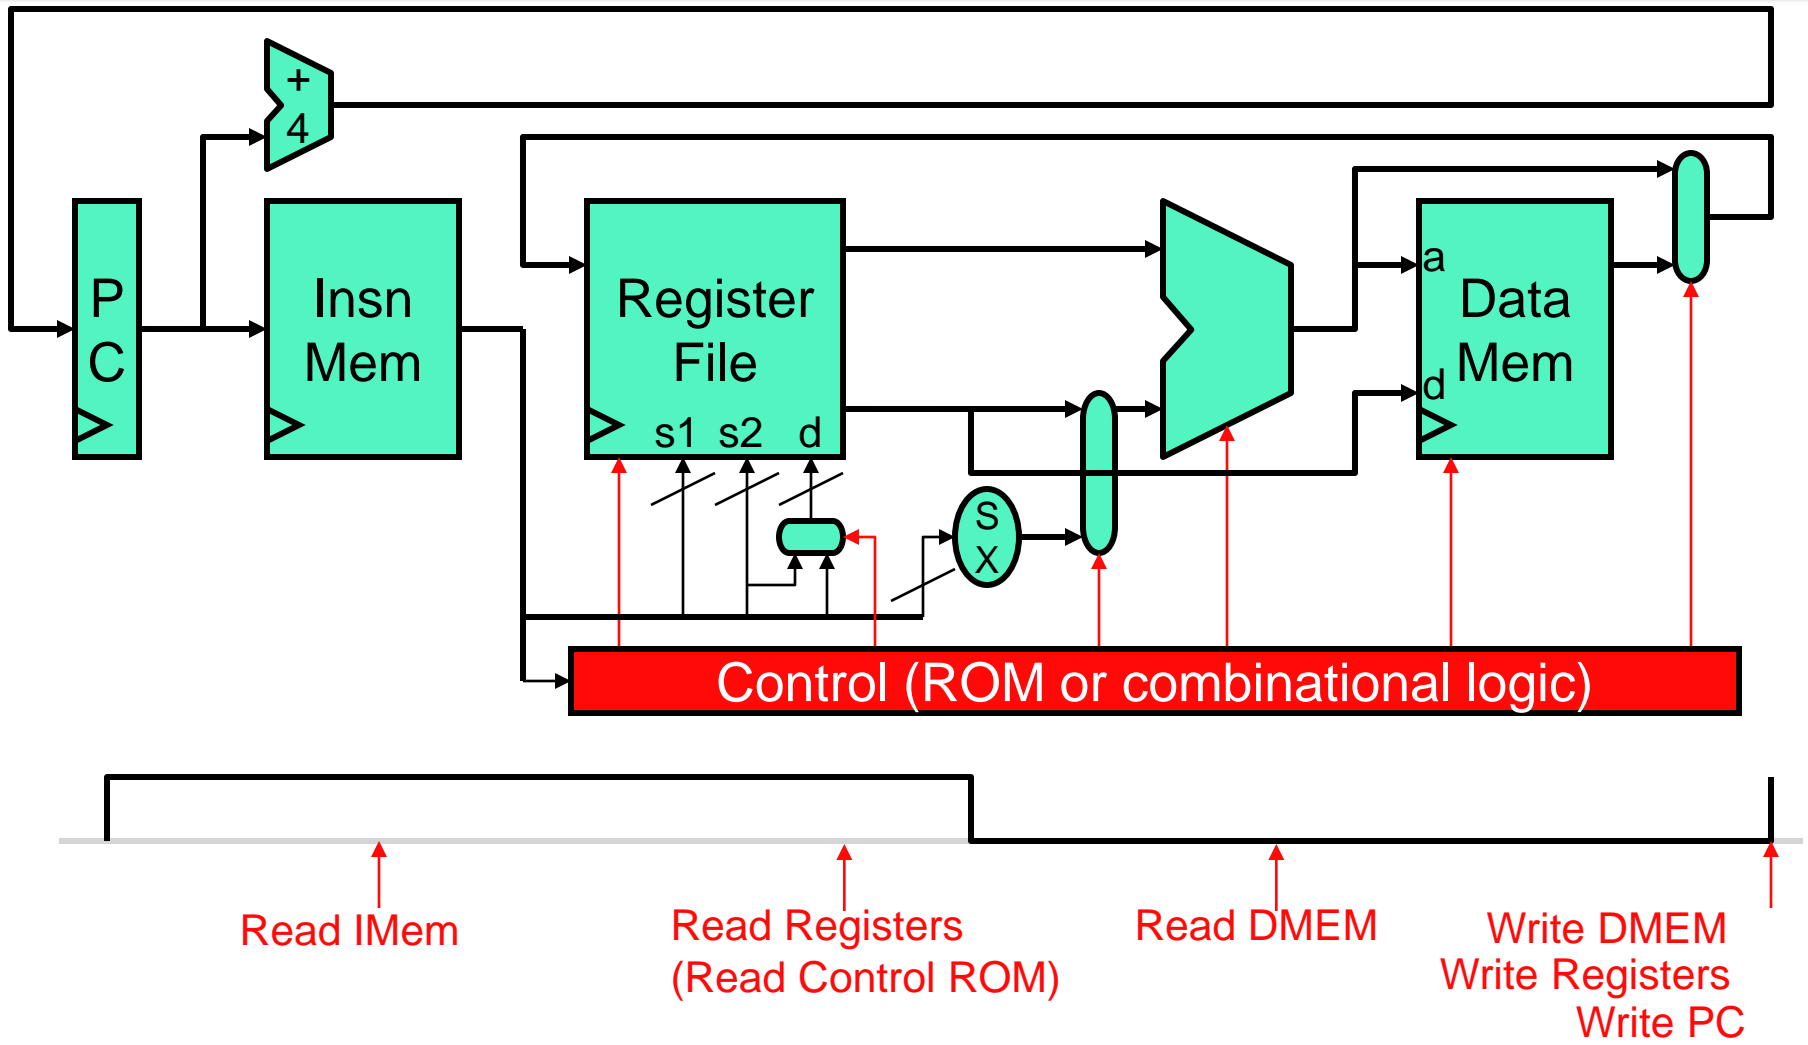 +
4
P
C
Insn
Mem
Register
File
s1 s2 d
a
d
Data
Mem
S
X
Control (ROM or combinational logic)
Read IMem
Read Registers
(Read Control ROM)
Read DMEM
Write DMEM
Write Registers
Write PC